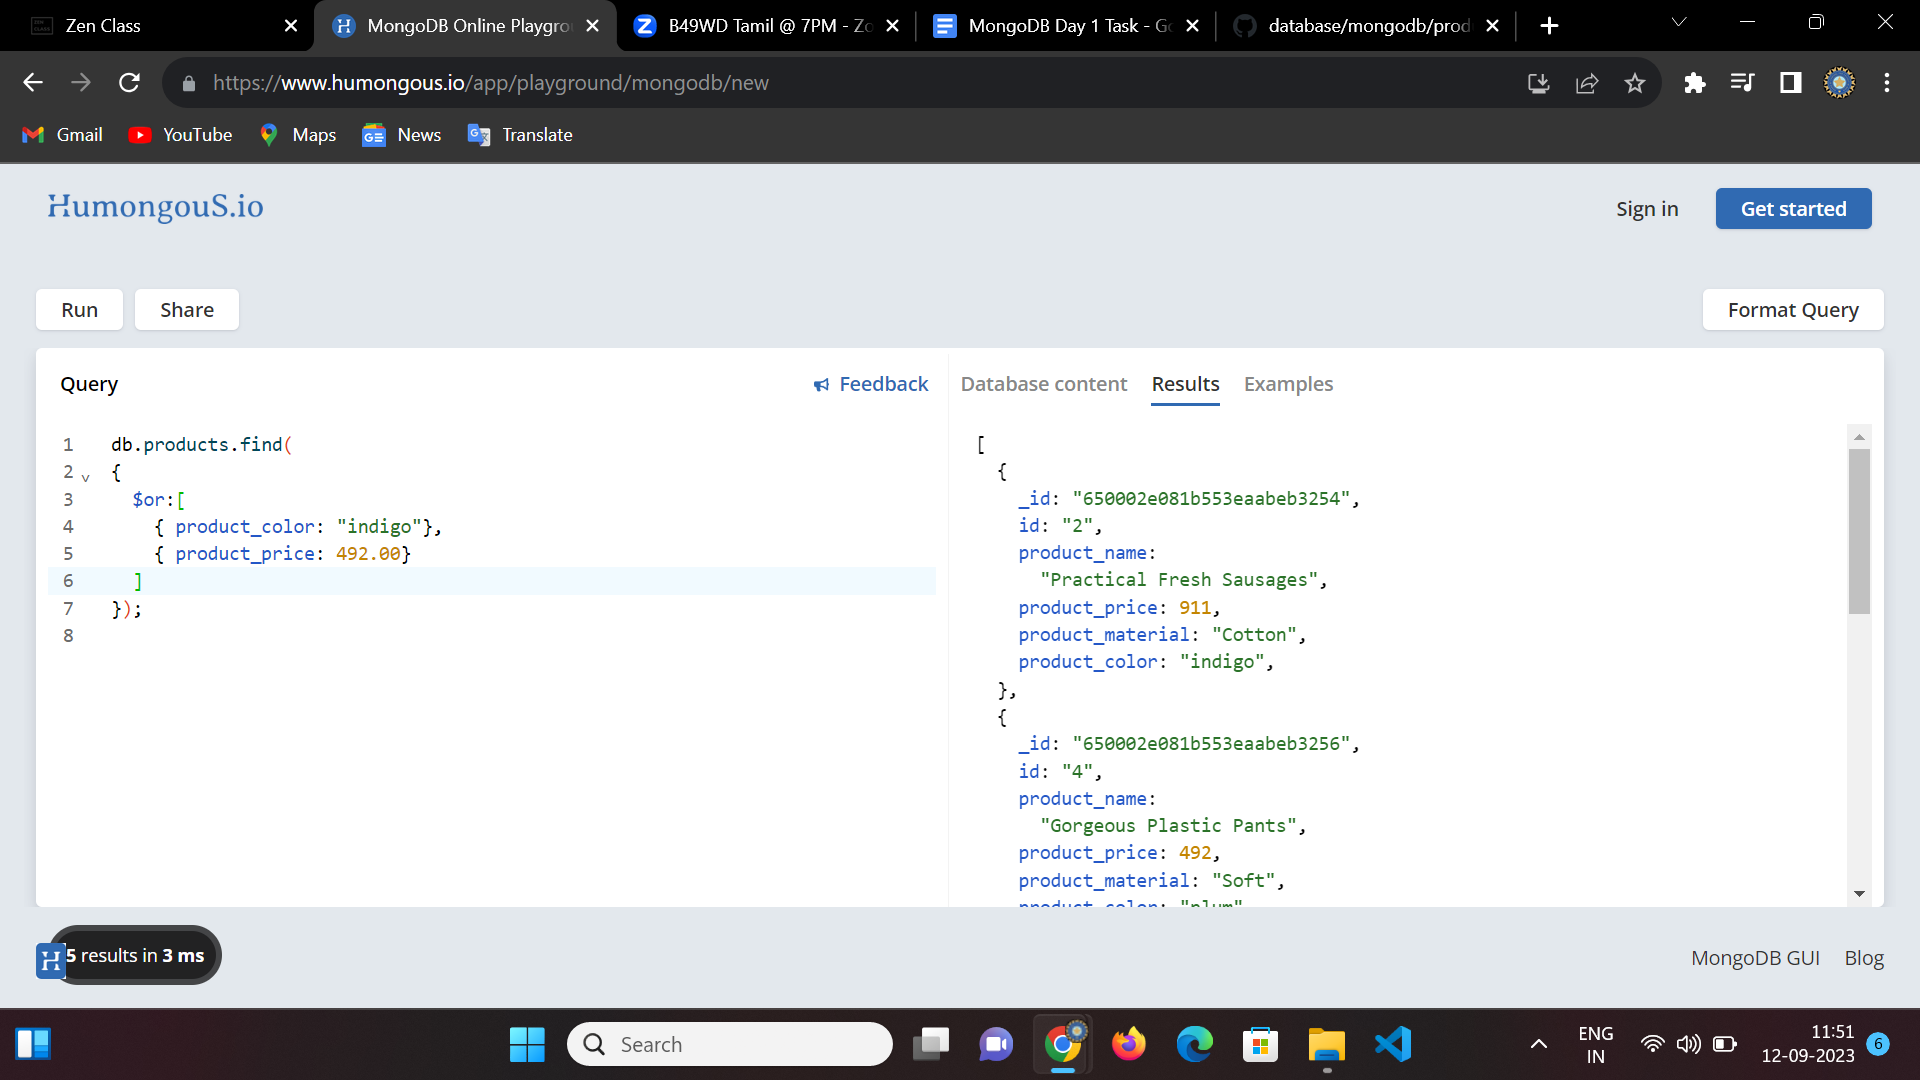 Zen Class
MongoDB Online Playgro
B49WD Tamil @ 7PM - Zo
MongoDB Day 1 Task - Go
database/mongodb/prod
https://www.humongous.io/app/playground/mongodb/new
Gmail
YouTube
Maps
News
Translate
HumongouS.io
Sign in
Get started
Run
Share
Format Query
Query
Feedback
Database content
Results
Examples
1 db.products.find(
2 {
3 $or:[
4 { product_color: "indigo"},
5 { product_price: 492.00}
6 ]
7 });
8
[
{
_id: "650002e081b553eaabeb3254",
id: "2",
product_name:
"Practical Fresh Sausages",
product_price: 911,
product_material: "Cotton",
product_color: "indigo",
},
{
_id: "650002e081b553eaabeb3256",
id: "4",
product_name:
"Gorgeous Plastic Pants",
product_price: 492,
product_material: "Soft",
product_color: "plum"
5 results in 3 ms
MongoDB GUI
Blog
Search
ENG
IN
11:51
12-09-2023
6